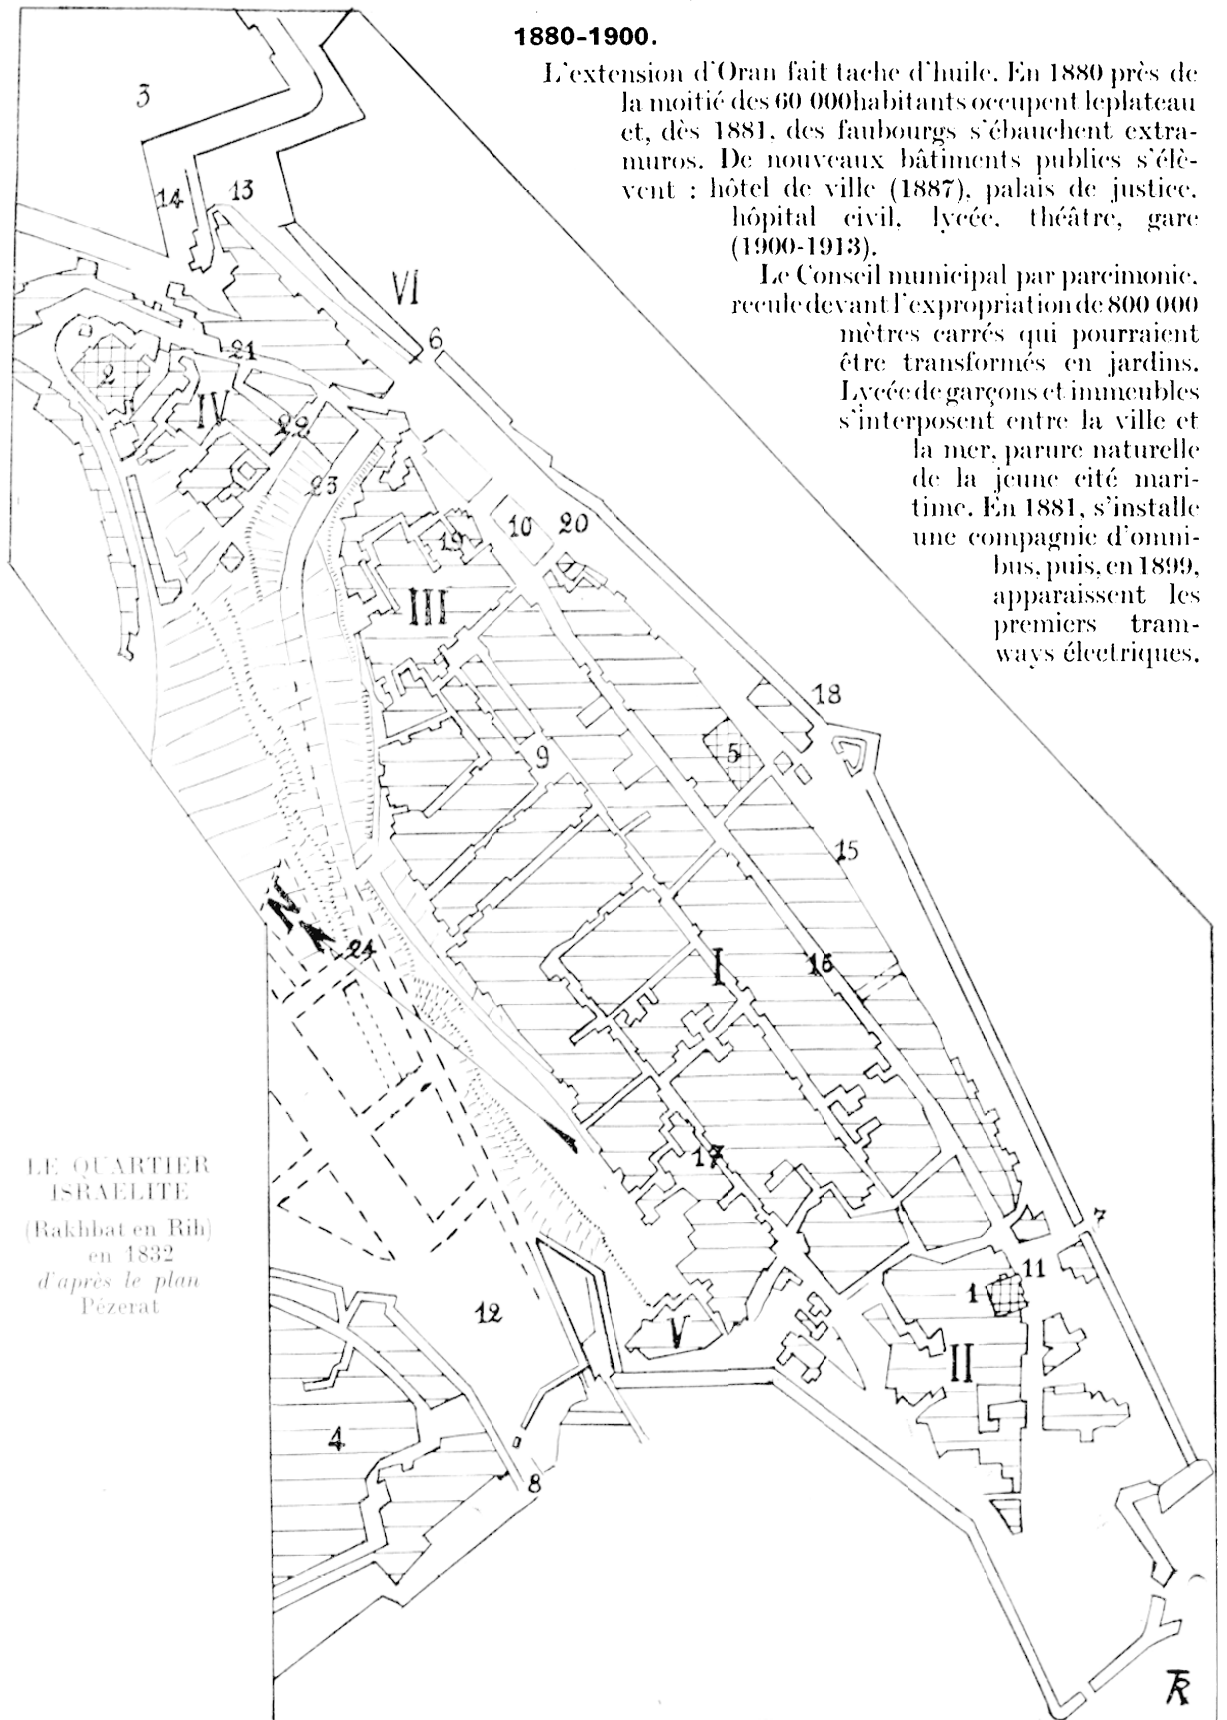 1880-1900.
L'extension d'Oran fait tache d'huile. En 1880 près de
la moitié des 60 000 habitants occupent le plateau
et, dès 1881, des faubourgs s'ébauchent extra-
muros. De nouveaux bâtiments publics s'élè-
vent : hôtel de ville (1887), palais de justice,
hôpital civil, lycée, théâtre, gare
(1900-1913).
Le Conseil municipal par parcimonie,
recule devant l'expropriation de 800 000
mètres carrés qui pourraient
être transformés en jardins.
Lycée de garçons et immeubles
s'interposent entre la ville et
la mer, parure naturelle
de la jeune cité mari-
time. En 1881, s'installe
une compagnie d'omni-
bus, puis, en 1899,
apparaissent les
premiers tram-
ways électriques.
3
14
13
VI
6
21
2
IV
22
23
19
10
20
III
18
9
5
15
N
24
I
16
17
LE QUARTIER
ISRAELITE
(Rakhbat en Rih)
en 1832
d'après le plan
Pézerat
7
11
1
12
V
II
4
8
TR